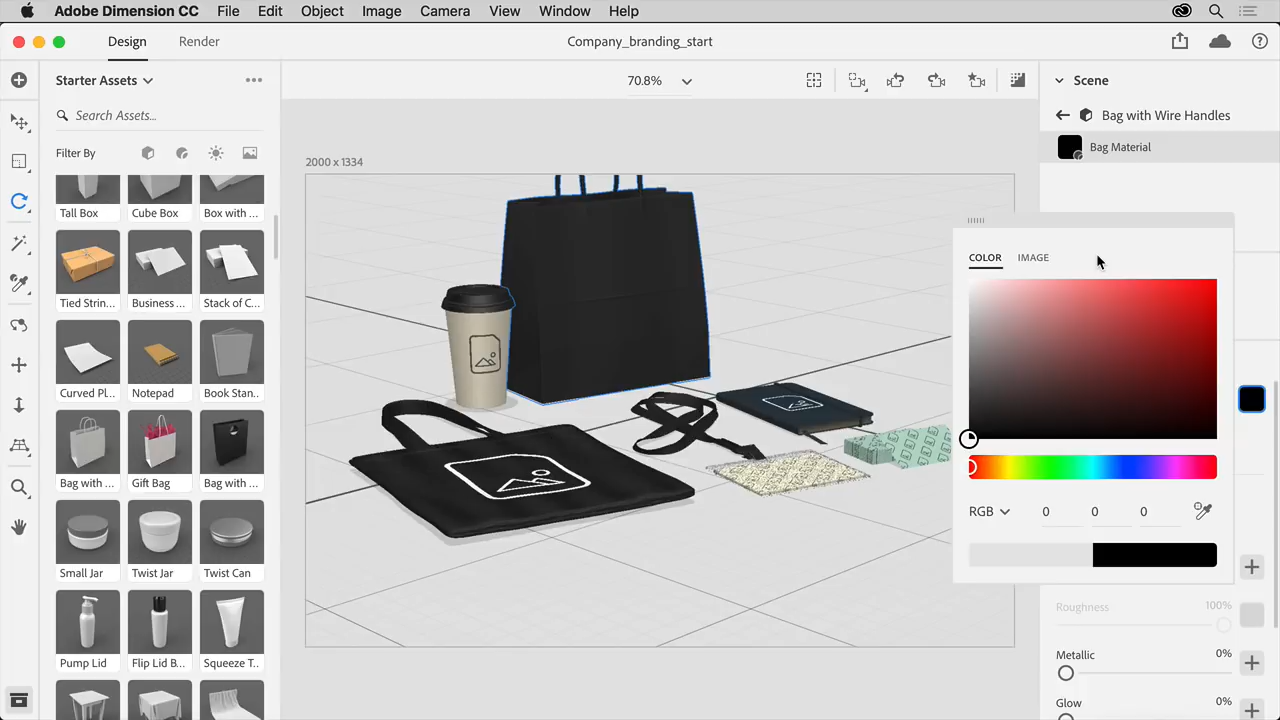 Adobe Dimension CC File Edit Object Image Camera View Window Help
Design Render Company_branding_start
Starter Assets
70.8%
Scene
Search Assets...
Bag with Wire Handles
Filter By
Bag Material
2000 x 1334
Tall Box Cube Box Box with ...
COLOR IMAGE
Tied Strin... Business ... Stack of C...
Curved Pl... Notepad Book Stan...
Bag with ... Gift Bag Bag with ...
RGB 0 0 0
Small Jar Twist Jar Twist Can
Roughness 100%
Metallic 0%
Pump Lid Flip Lid B... Squeeze T..
Glow 0%